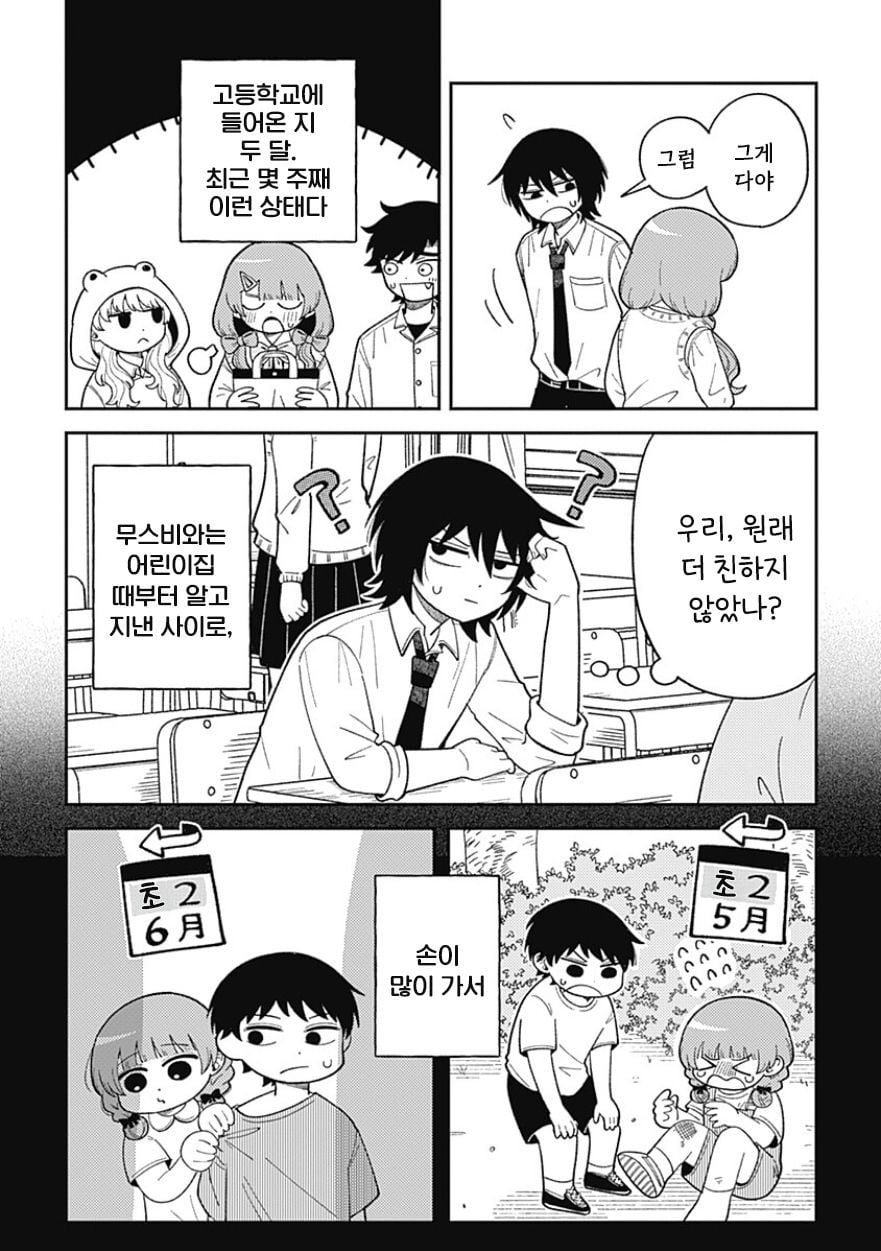 그게
다야
그럼
고등학교에
들어온 지
두 달.
최근 몇 주째
이런 상태다
우리, 원래
더 친하지
않았나?
?
?
무스비와는
어린이집
때부터 알고
지낸 사이로,
초2
5月
손이
많이 가서
초2
6月